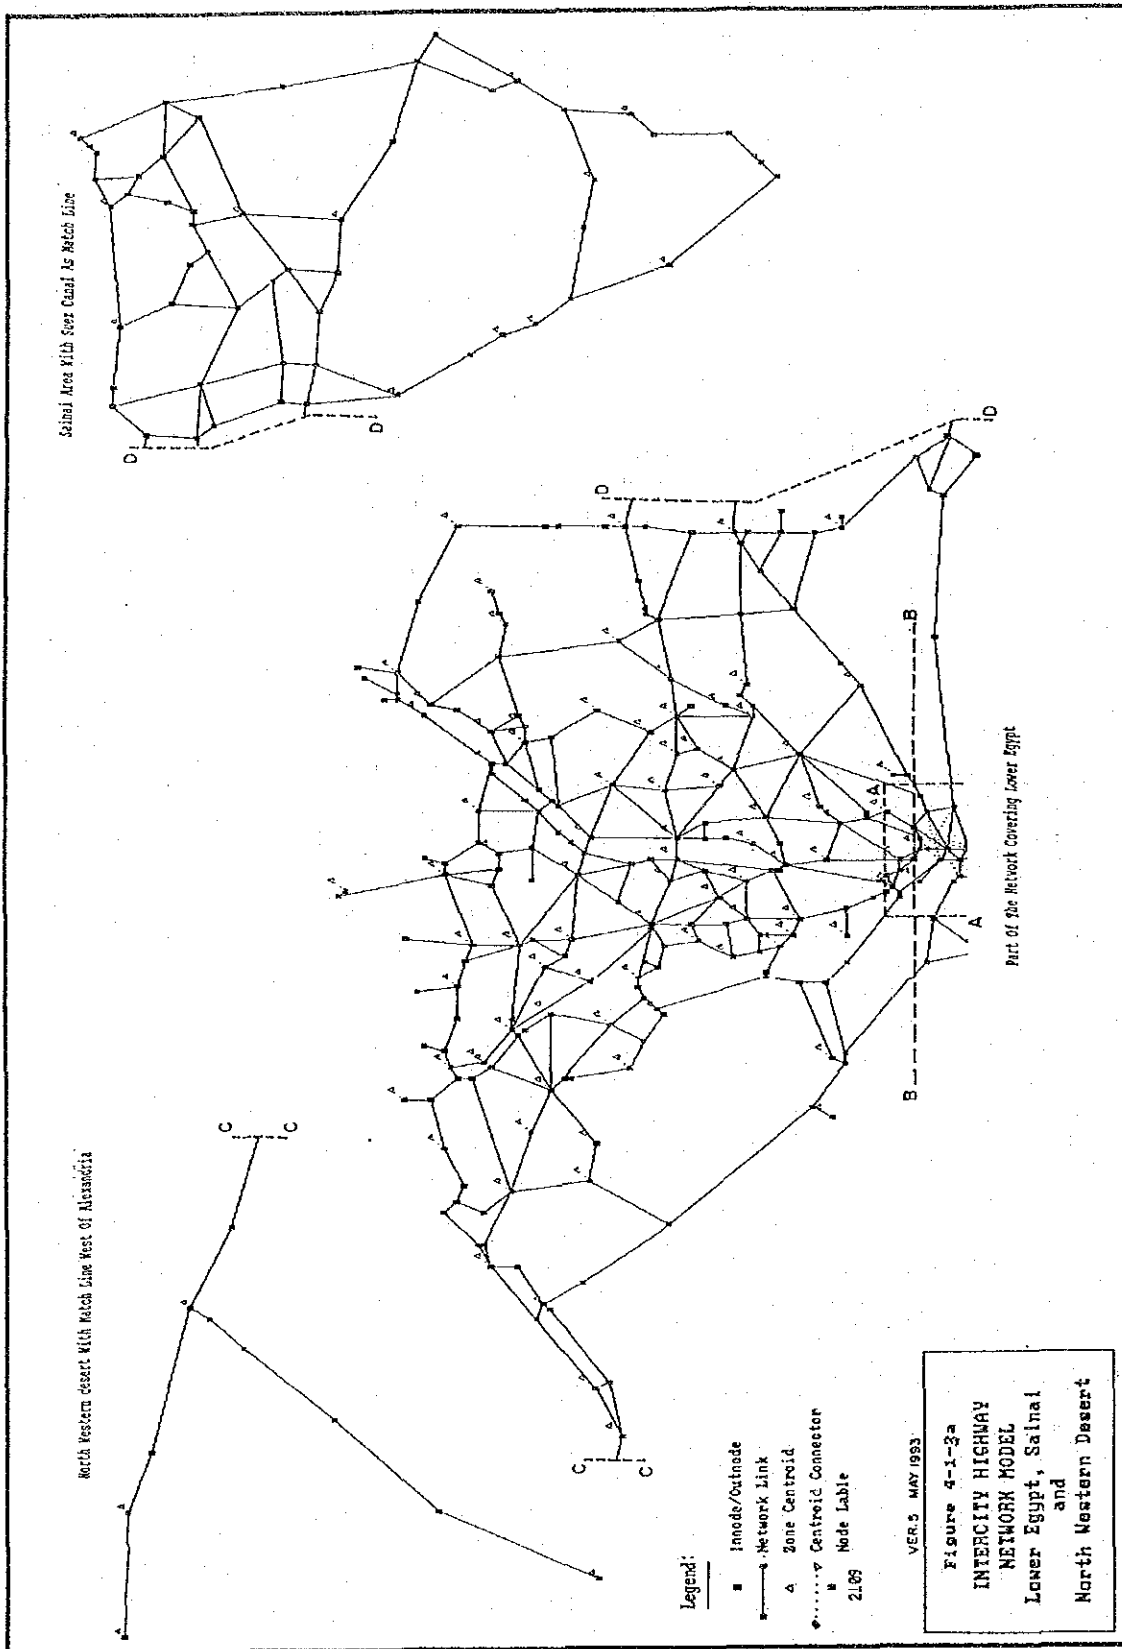 Sainai Area With Suez Canal As Match Line
D
D
North Western desert With Match Line West Of Alexandria
C
C
D
D
B
B
A
A
Part Of The Network Covering Lower Egypt
C
C
Legend:
Innode/Outnode
Network Link
Zone Centroid
Centroid Connector
Node Lable
2109
VER.5 MAY 1993
Figure 4-1-3a
INTERCITY HIGHWAY
NETWORK MODEL
Lower Egypt, Sainai
and
North Western Desert